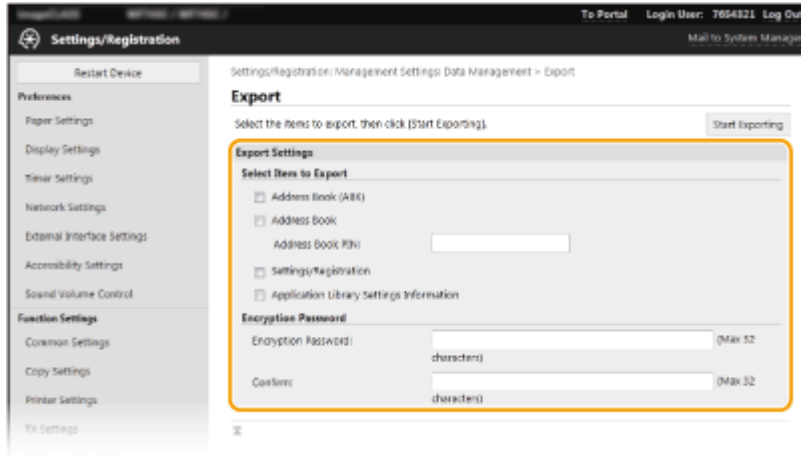 To Portal Login User: 7654321 Log Out
Settings/Registration
Mail to System Manager
Restart Device
Preferences
Paper Settings
Display Settings
Timer Settings
Network Settings
External Interface Settings
Accessibility Settings
Sound Volume Control
Function Settings
Common Settings
Copy Settings
Printer Settings
TX Settings
Settings/Registration: Management Settings: Data Management > Export
Export
Select the items to export, then click [Start Exporting].
Start Exporting
Export Settings
Select Item to Export
Address Book (ABK)
Address Book
Address Book PIN:
Settings/Registration
Application Library Settings Information
Encryption Password
Encryption Password:
(Max 32
characters)
Confirm:
(Max 32
characters)